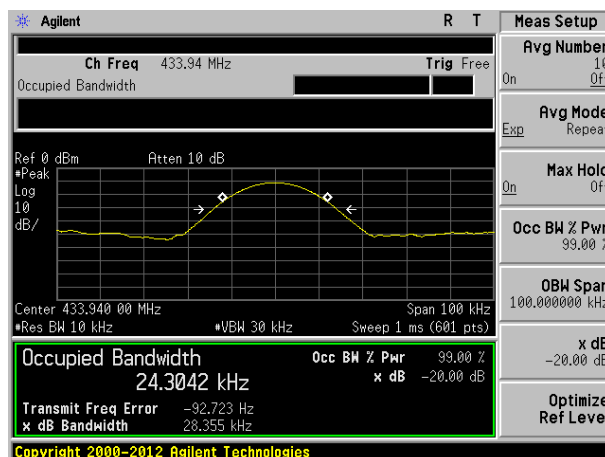 Agilent R T Meas Setup
Ch Freq 433.94 MHz Trig Free
Occupied Bandwidth
Ref 0 dBm Atten 10 dB
#Peak
Log
10
dB/
Center 433.940 00 MHz Span 100 kHz
#Res BW 10 kHz #VBW 30 kHz Sweep 1 ms (601 pts)
Occupied Bandwidth Occ BW % Pwr 99.00 %
24.3042 kHz x dB -20.00 dB
Transmit Freq Error -92.723 Hz
x dB Bandwidth 28.355 kHz
Copyright 2000-2012 Agilent Technologies
Avg Number
10
On Of
Avg Mode
Exp Repea
Max Hold
On Of
Occ BW % Pwr
99.00 %
OBW Span
100.000000 kHz
x dB
-20.00 dB
Optimize
Ref Leve